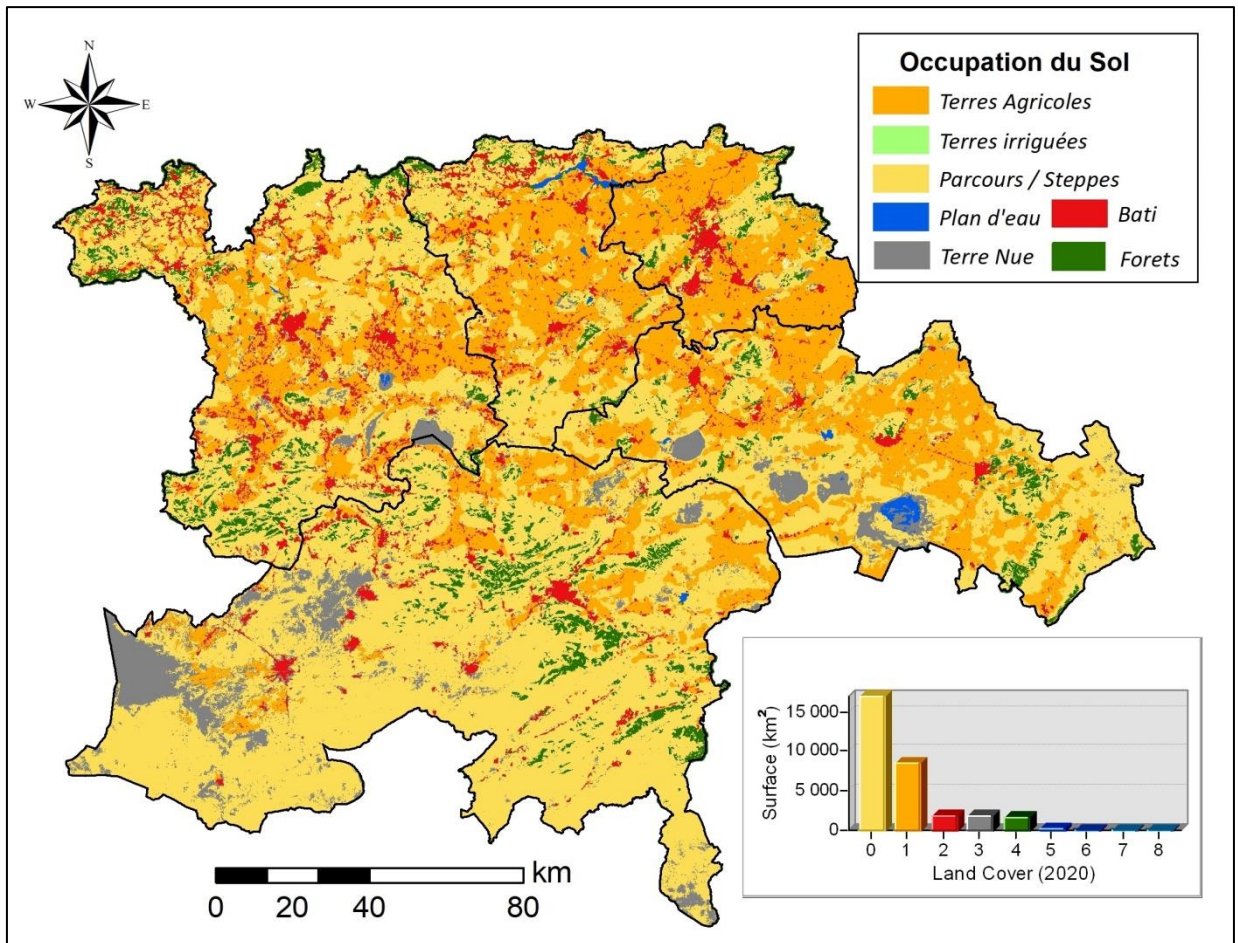 N
W E
S
Occupation du Sol
Terres Agricoles
Terres irriguées
Parcours / Steppes
Plan d'eau
Bati
Terre Nue
Forets
km
0 20 40 80
Surface (km²)
15 000
10 000
5 000
0
0 1 2 3 4 5 6 7 8
Land Cover (2020)